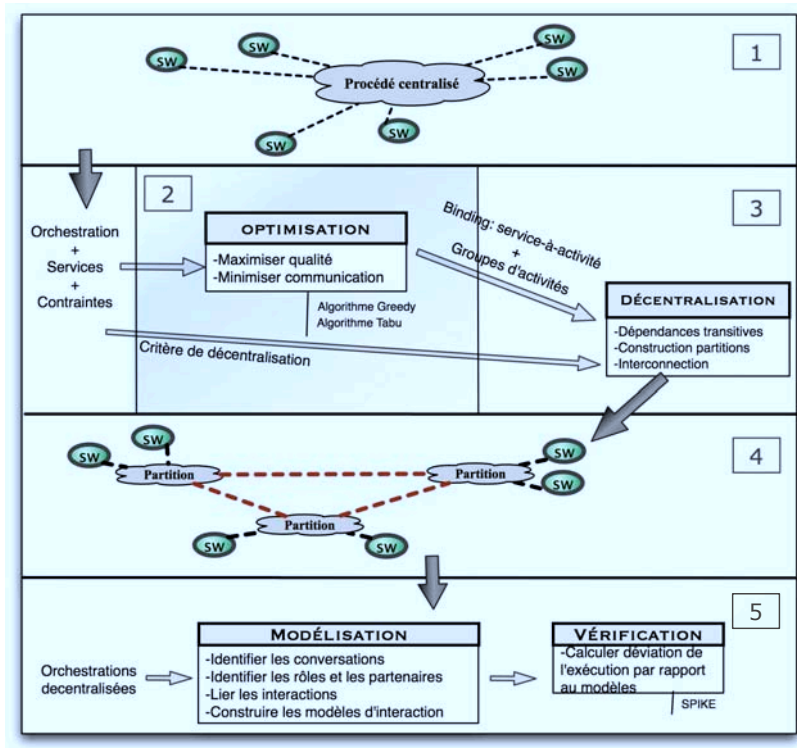 SW
SW
SW
SW
Procédé centralisé
SW
SW
1
2
3
Orchestration
+
Services
+
Contraintes
OPTIMISATION
-Maximiser qualité
-Minimiser communication
Algorithme Greedy
Algorithme Tabu
Binding: service-à-activité
+
Groupes d'activités
Critère de décentralisation
DÉCENTRALISATION
-Dépendances transitives
-Construction partitions
-Interconnection
4
SW
SW
Partition
SW
SW
Partition
Partition
SW
SW
5
Orchestrations
decentralisées
MODÉLISATION
-Identifier les conversations
-Identifier les rôles et les partenaires
-Lier les interactions
-Construire les modèles d'interaction
VÉRIFICATION
-Calculer déviation de
l'exécution par rapport
au modèles
SPIKE